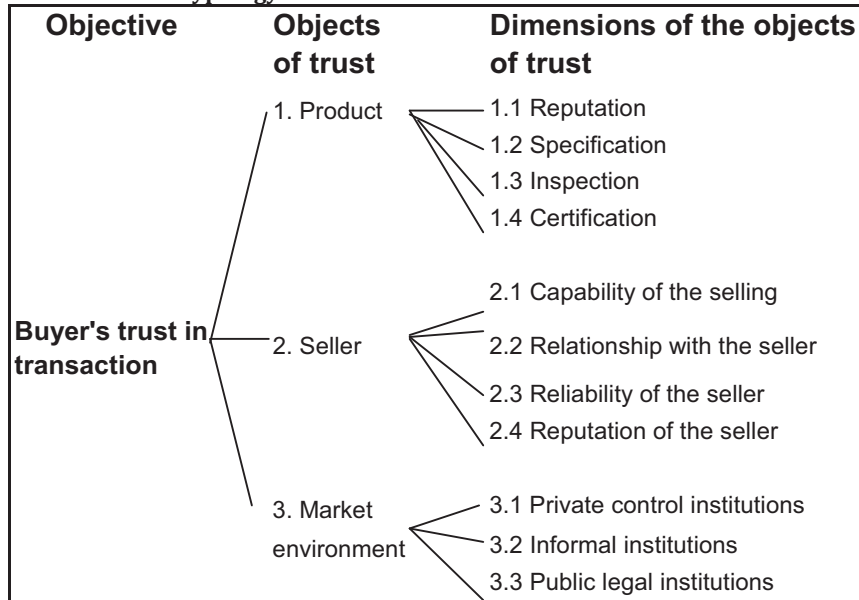 Objective
Objects of trust
Dimensions of the objects of trust
1. Product
1.1 Reputation
1.2 Specification
1.3 Inspection
1.4 Certification
Buyer's trust in transaction
2. Seller
2.1 Capability of the selling
2.2 Relationship with the seller
2.3 Reliability of the seller
2.4 Reputation of the seller
3. Market environment
3.1 Private control institutions
3.2 Informal institutions
3.3 Public legal institutions